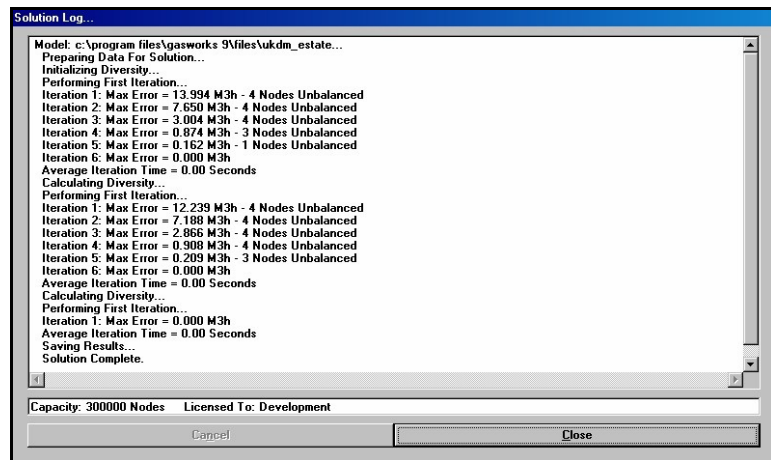 Solution Log...
Model: c:\program files\gasworks 9\files\ukdm_estate...
Preparing Data For Solution...
Initializing Diversity...
Performing First Iteration...
Iteration 1: Max Error = 13.994 M3h - 4 Nodes Unbalanced
Iteration 2: Max Error = 7.650 M3h - 4 Nodes Unbalanced
Iteration 3: Max Error = 3.004 M3h - 4 Nodes Unbalanced
Iteration 4: Max Error = 0.874 M3h - 3 Nodes Unbalanced
Iteration 5: Max Error = 0.162 M3h - 1 Nodes Unbalanced
Iteration 6: Max Error = 0.000 M3h
Average Iteration Time = 0.00 Seconds
Calculating Diversity...
Performing First Iteration...
Iteration 1: Max Error = 12.239 M3h - 4 Nodes Unbalanced
Iteration 2: Max Error = 7.188 M3h - 4 Nodes Unbalanced
Iteration 3: Max Error = 2.866 M3h - 4 Nodes Unbalanced
Iteration 4: Max Error = 0.908 M3h - 4 Nodes Unbalanced
Iteration 5: Max Error = 0.209 M3h - 3 Nodes Unbalanced
Iteration 6: Max Error = 0.000 M3h
Average Iteration Time = 0.00 Seconds
Calculating Diversity...
Performing First Iteration...
Iteration 1: Max Error = 0.000 M3h
Average Iteration Time = 0.00 Seconds
Saving Results...
Solution Complete.
Capacity: 300000 Nodes Licensed To: Development
Cancel Close